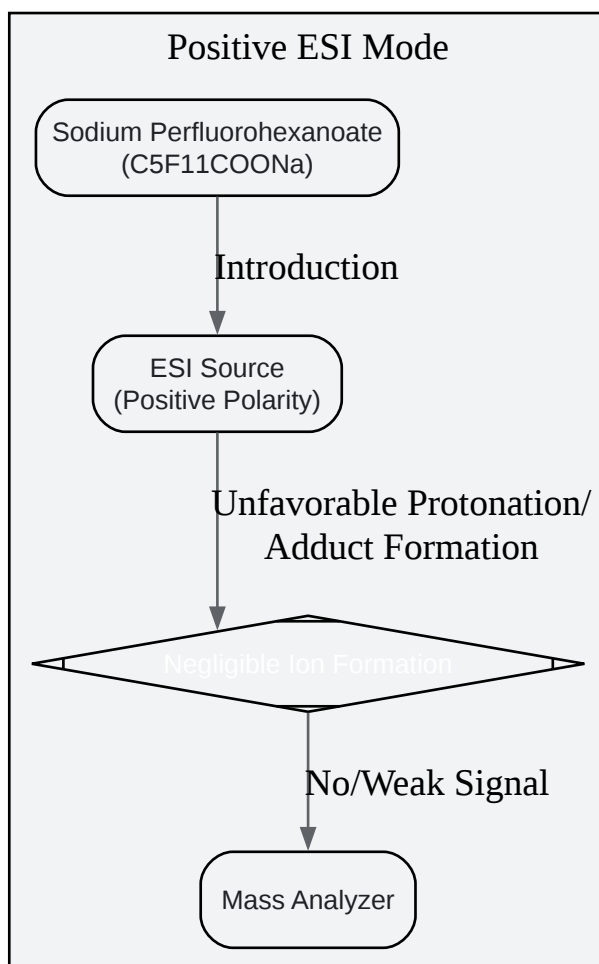 Positive ESI Mode
Sodium Perfluorohexanoate
(C5F11COONa)
Introduction
ESI Source
(Positive Polarity)
Unfavorable Protonation/
Adduct Formation
Negligible Ion Formation
No/Weak Signal
Mass Analyzer